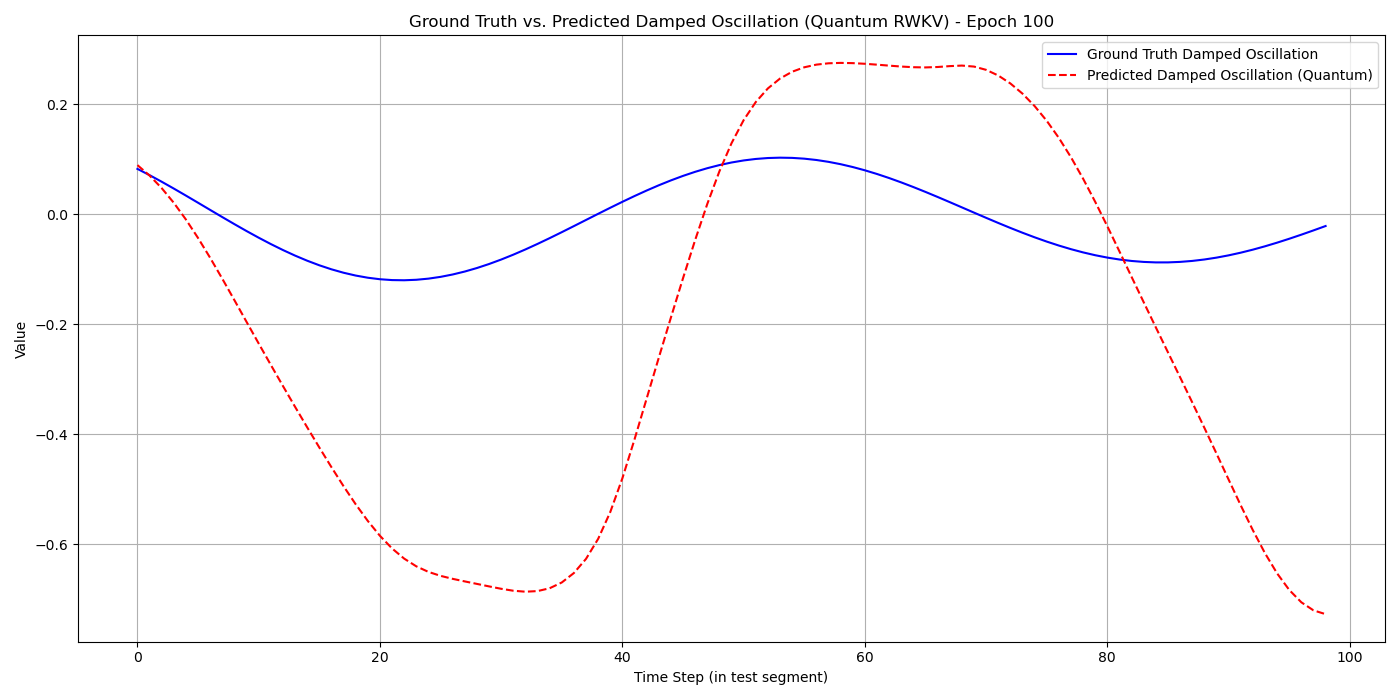 Ground Truth vs. Predicted Damped Oscillation (Quantum RWKV) - Epoch 100
Ground Truth Damped Oscillation
Predicted Damped Oscillation (Quantum)
Value
0.2
0.0
−0.2
−0.4
−0.6
0 20 40 60 80 100
Time Step (in test segment)